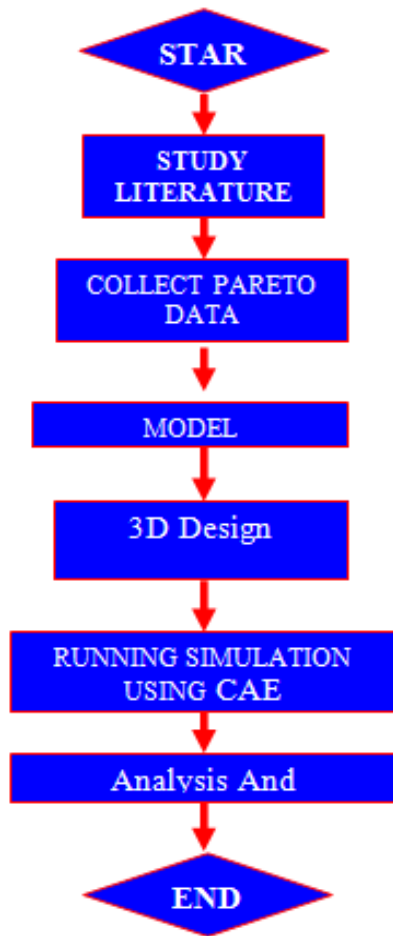 STAR
STUDY
LITERATURE
COLLECT PARETO
DATA
MODEL
3D Design
RUNNING SIMULATION
USING CAE
Analysis And
END